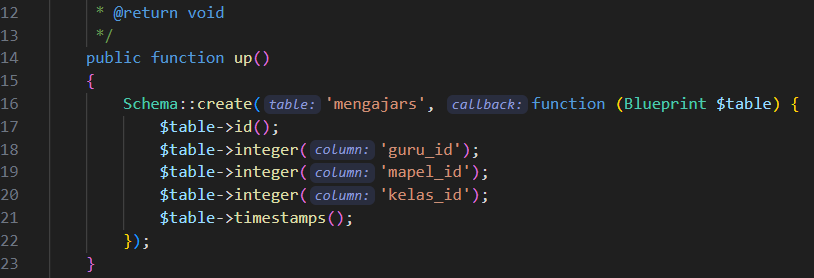 12 * @return void
13 */
14 public function up()
15 {
16 Schema::create( table: 'mengajars', callback: function (Blueprint $table) {
17 $table->id();
18 $table->integer( column: 'guru_id');
19 $table->integer( column: 'mapel_id');
20 $table->integer( column: 'kelas_id');
21 $table->timestamps();
22 });
23 }